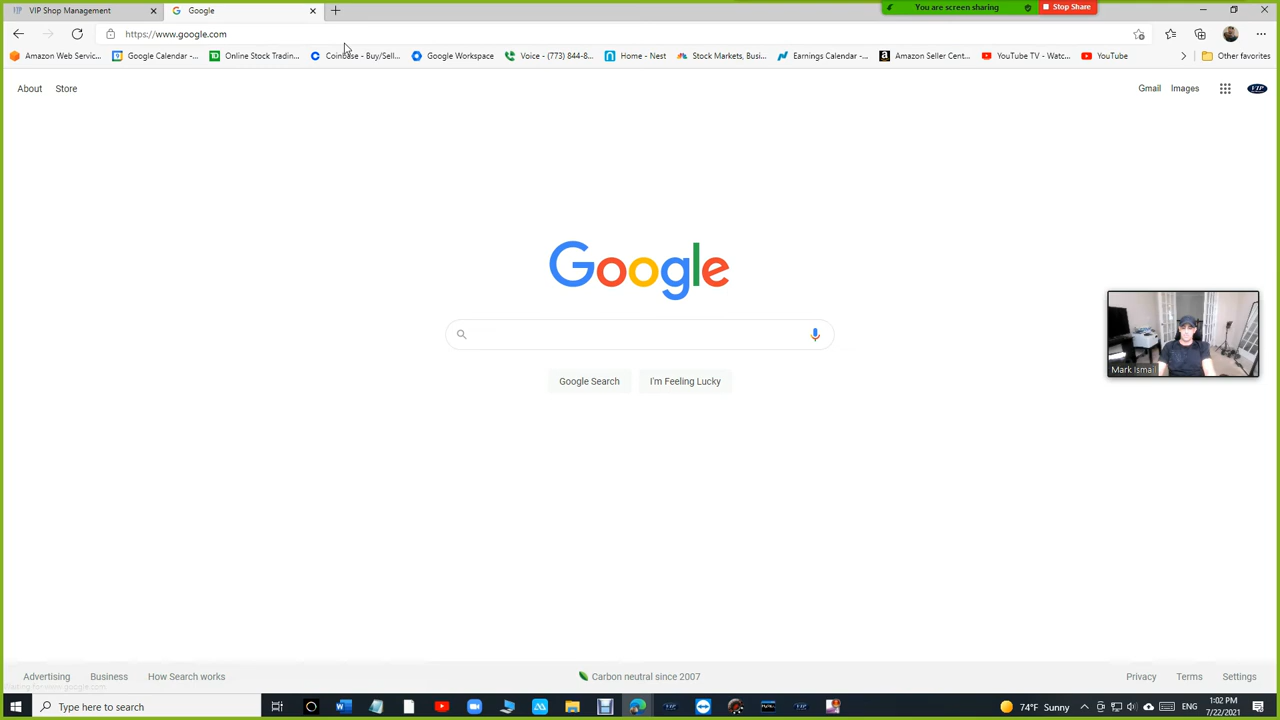 VIP Shop Management
Google
You are screen sharing
Stop Share
https://www.google.com
Amazon Web Servic...
Google Calendar -...
Online Stock Tradin...
Coinbase - Buy/Sell...
Google Workspace
Voice - (773) 844-8...
Home - Nest
Stock Markets, Busi...
Earnings Calendar -...
Amazon Seller Cent...
YouTube TV - Watc...
YouTube
Other favorites
About
Store
Gmail
Images
VIP
Google
Mark Ismail
Google Search
I'm Feeling Lucky
Advertising
Business
How Search works
Carbon neutral since 2007
Privacy
Terms
Settings
Type here to search
74°F Sunny
ENG
1:02 PM
7/22/2021